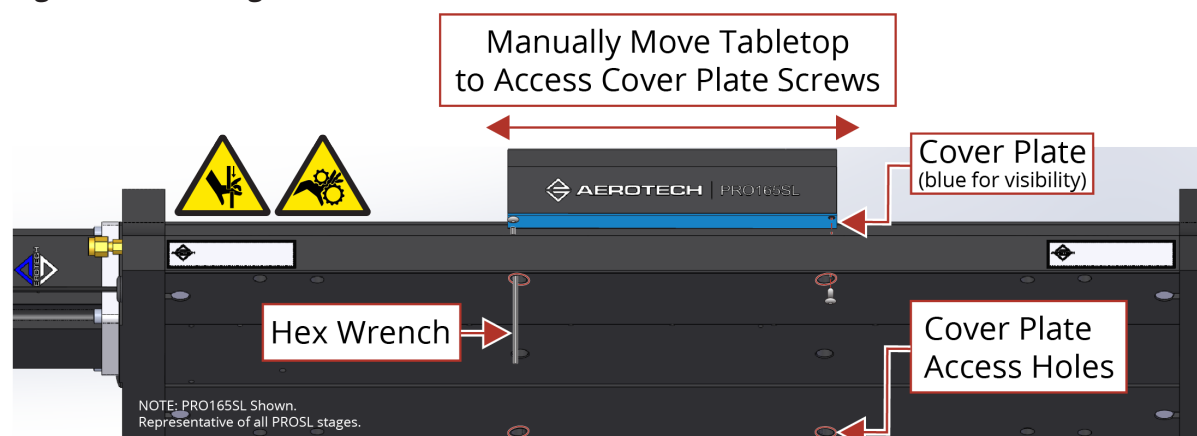 Manually Move Tabletop
to Access Cover Plate Screws
Cover Plate
(blue for visibility)
AEROTECH | PRO165SL
AEROTECH
Hex Wrench
Cover Plate
Access Holes
NOTE: PRO165SL Shown.
Representative of all PROSL stages.